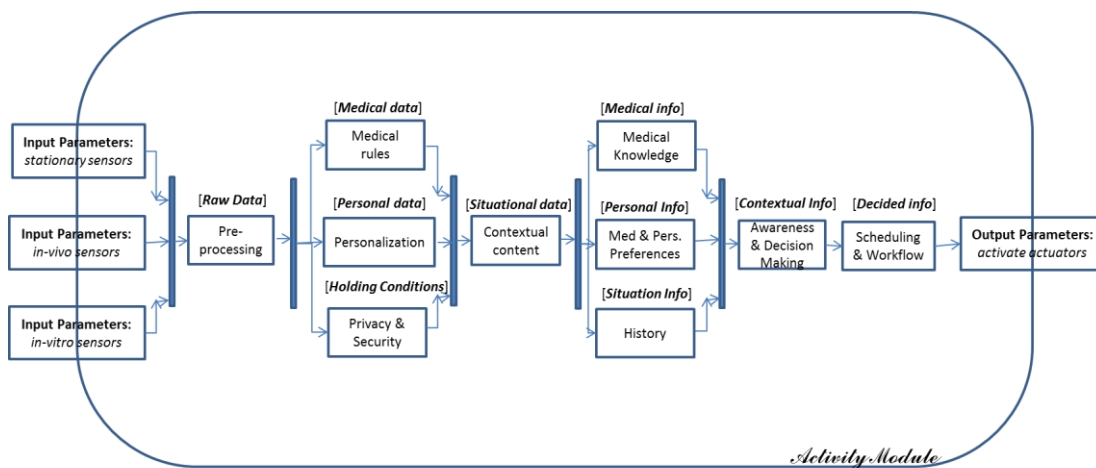 Input Parameters:
stationary sensors
Input Parameters:
in-vivo sensors
Input Parameters:
in-vitro sensors
[Raw Data]
Pre-
processing
[Medical data]
Medical
rules
[Personal data]
Personalization
[Holding Conditions]
Privacy &
Security
[Situational data]
Contextual
content
[Medical info]
Medical
Knowledge
[Personal Info]
Med & Pers.
Preferences
[Situation Info]
History
[Contextual Info]
Awareness
& Decision
Making
[Decided info]
Scheduling
& Workflow
Output Parameters:
activate actuators
Activity Module